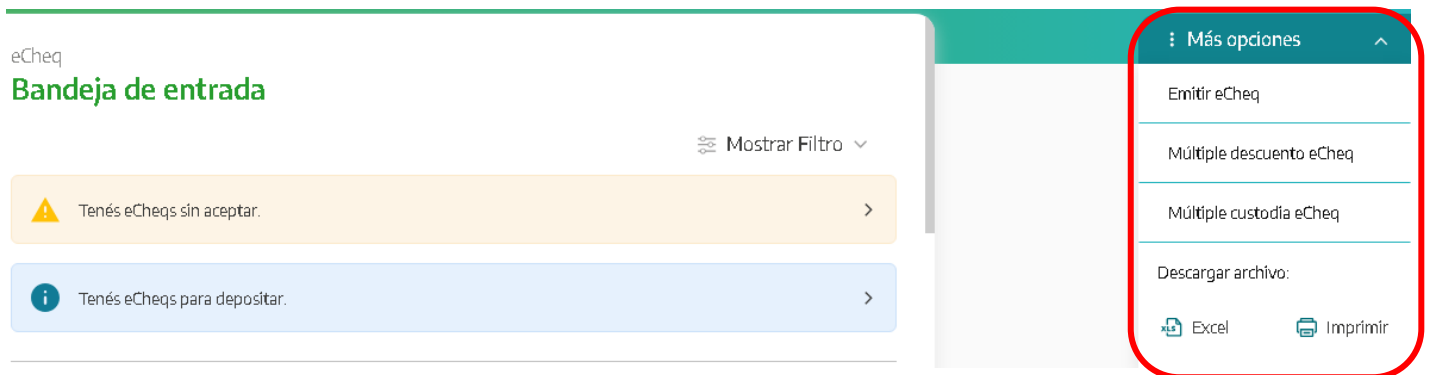 eCheq
Bandeja de entrada
Mostrar Filtro
Tenés eCheqs sin aceptar.
Tenés eCheqs para depositar.
Más opciones
Emitir eCheq
Múltiple descuento eCheq
Múltiple custodia eCheq
Descargar archivo:
XLS Excel
Imprimir